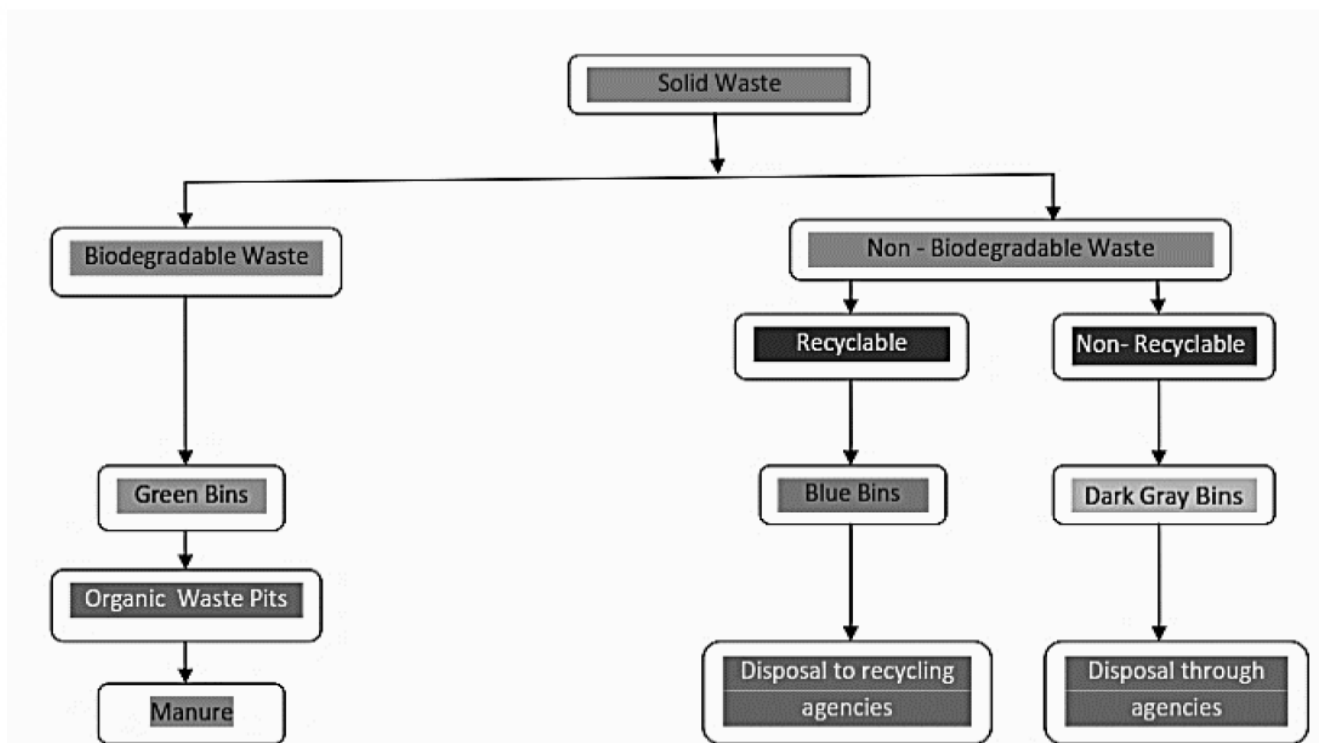 Solid Waste
Biodegradable Waste
Non - Biodegradable Waste
Recyclable
Non- Recyclable
Green Bins
Blue Bins
Dark Gray Bins
Organic Waste Pits
Disposal to recycling
agencies
Disposal through
agencies
Manure